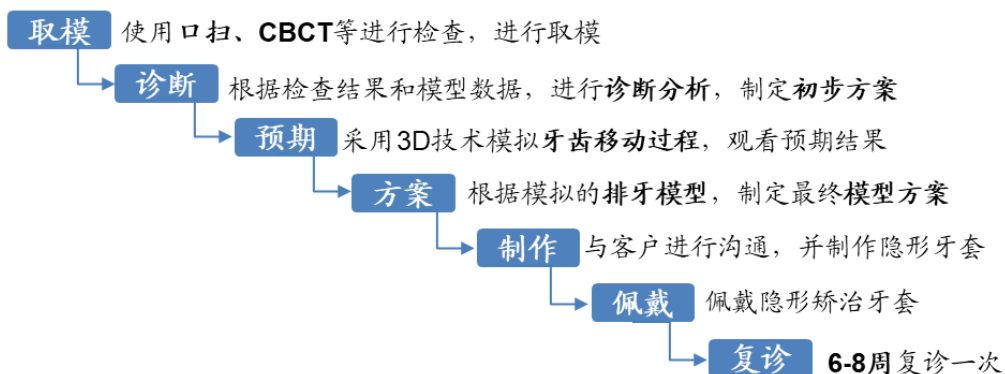 取模 使用口扫、CBCT等进行检查，进行取模
诊断 根据检查结果和模型数据，进行诊断分析，制定初步方案
预期 采用3D技术模拟牙齿移动过程，观看预期结果
方案 根据模拟的排牙模型，制定最终模型方案
制作 与客户进行沟通，并制作隐形牙套
佩戴 佩戴隐形矫治牙套
复诊 6-8周复诊一次